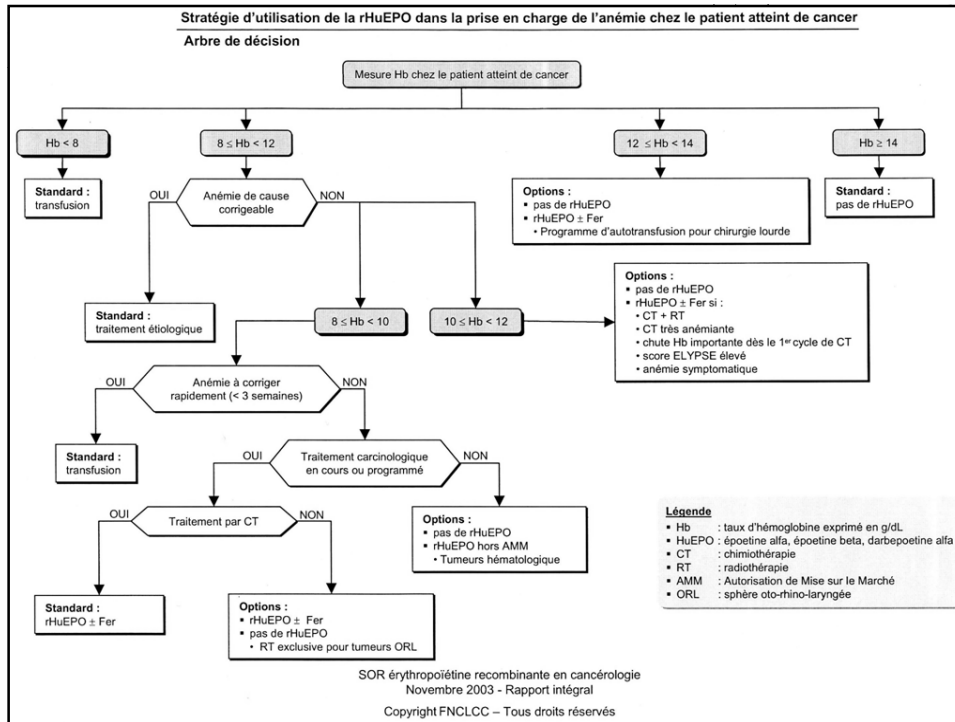 Stratégie d'utilisation de la rHuEPO dans la prise en charge de l'anémie chez le patient atteint de cancer
Arbre de décision
Mesure Hb chez le patient atteint de cancer
Hb < 8
8 ≤ Hb < 12
12 ≤ Hb < 14
Hb ≥ 14
Standard :
transfusion
OUI
Anémie de cause
corrigeable
NON
Options :
▪ pas de rHuEPO
▪ rHuEPO ± Fer
• Programme d'autotransfusion pour chirurgie lourde
Standard :
pas de rHuEPO
Standard :
traitement étiologique
8 ≤ Hb < 10
10 ≤ Hb < 12
Options :
▪ pas de rHuEPO
▪ rHuEPO ± Fer si :
• CT + RT
• CT très anémiante
• chute Hb importante dès le 1er cycle de CT
• score ELYPSE élevé
• anémie symptomatique
OUI
Anémie à corriger
rapidement (< 3 semaines)
NON
Standard :
transfusion
OUI
Traitement carcinologique
en cours ou programmé
NON
OUI
Traitement par CT
NON
Options :
▪ pas de rHuEPO
▪ rHuEPO hors AMM
• Tumeurs hématologique
Standard :
rHuEPO ± Fer
Options :
▪ rHuEPO ± Fer
▪ pas de rHuEPO
• RT exclusive pour tumeurs ORL
Légende
▪ Hb : taux d'hémoglobine exprimé en g/dL
▪ HuEPO : époetine alfa, époetine beta, darbepoetine alfa
▪ CT : chimiothérapie
▪ RT : radiothérapie
▪ AMM : Autorisation de Mise sur le Marché
▪ ORL : sphère oto-rhino-laryngée
SOR érythropoïétine recombinante en cancérologie
Novembre 2003 - Rapport intégral
Copyright FNCLCC – Tous droits réservés